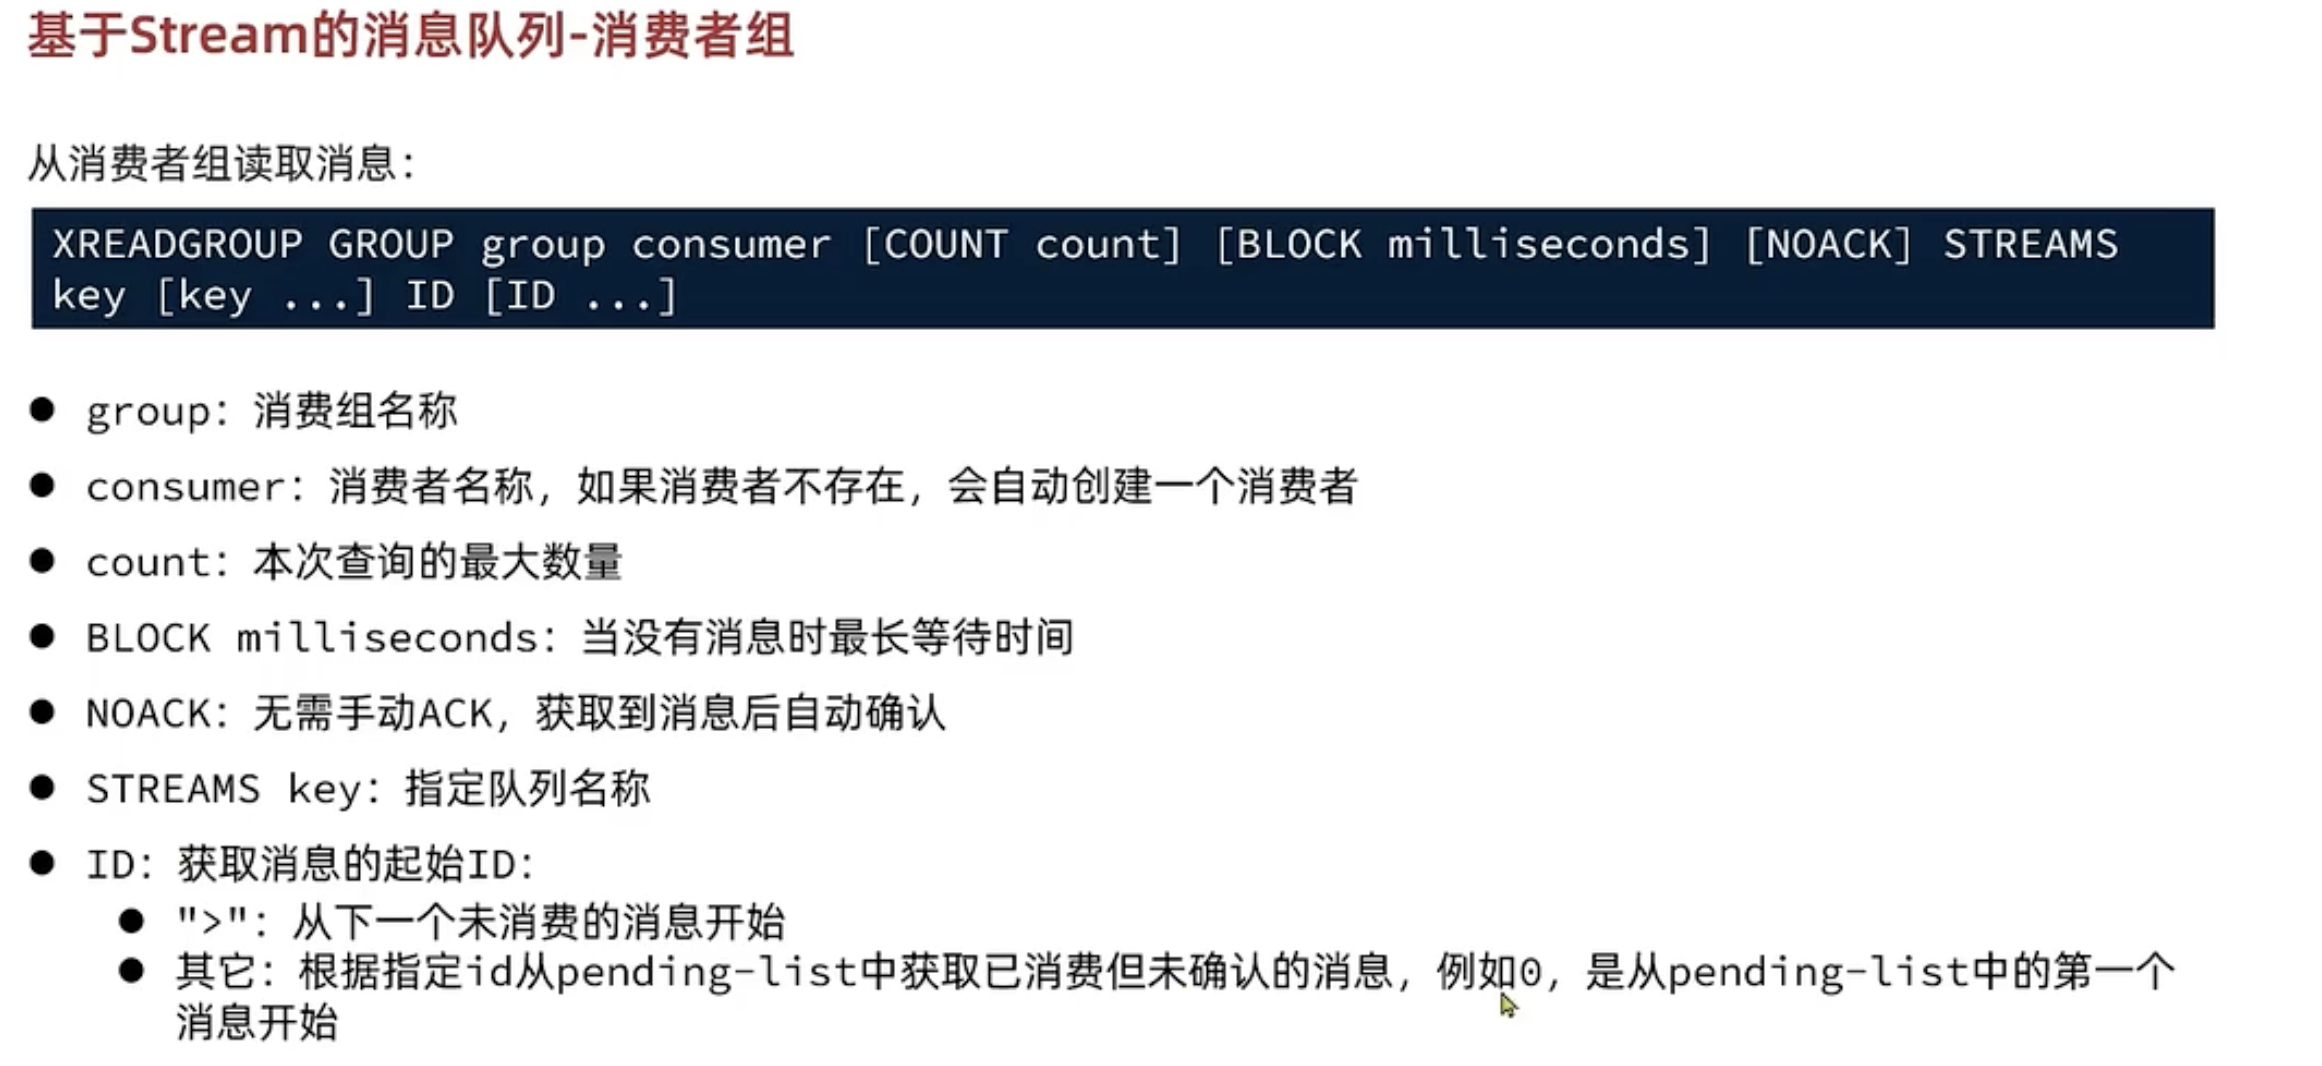 基于Stream的消息队列-消费者组
从消费者组读取消息：
XREADGROUP GROUP group consumer [COUNT count] [BLOCK milliseconds] [NOACK] STREAMS
key [key ...] ID [ID ...]
● group：消费组名称
● consumer：消费者名称，如果消费者不存在，会自动创建一个消费者
● count：本次查询的最大数量
● BLOCK milliseconds：当没有消息时最长等待时间
● NOACK：无需手动ACK，获取到消息后自动确认
● STREAMS key：指定队列名称
● ID：获取消息的起始ID：
● ">"：从下一个未消费的消息开始
● 其它：根据指定id从pending-list中获取已消费但未确认的消息，例如0，是从pending-list中的第一个
消息开始